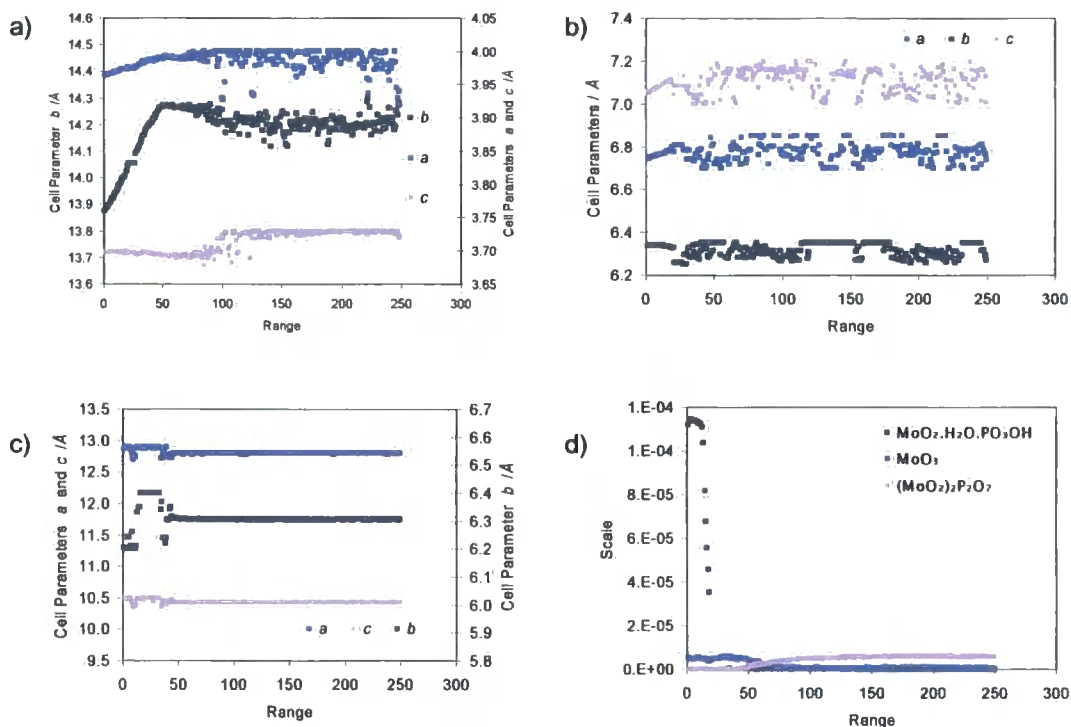 a)
14.6
14.5
14.4
14.3
14.2
14.1
14.0
13.9
13.8
13.7
13.6
Cell Parameter b /Å
4.05
4.00
3.95
3.90
3.85
3.80
3.75
3.70
3.65
Cell Parameters a and c /Å
b
a
c
0 50 100 150 200 250 300
Range
b)
7.4
7.2
7.0
6.8
6.6
6.4
6.2
Cell Parameters / Å
a b c
0 50 100 150 200 250 300
Range
c)
13.5
13.0
12.5
12.0
11.5
11.0
10.5
10.0
9.5
Cell Parameters a and c /Å
6.7
6.6
6.5
6.4
6.3
6.2
6.1
6.0
5.9
5.8
Cell Parameters b /Å
a c b
0 50 100 150 200 250 300
Range
d)
1.E-04
1.E-04
8.E-05
6.E-05
4.E-05
2.E-05
0.E+00
Scale
MoO₂.H₂O.PO₃OH
MoO₃
(MoO₂)₂P₂O₇
0 50 100 150 200 250 300
Range